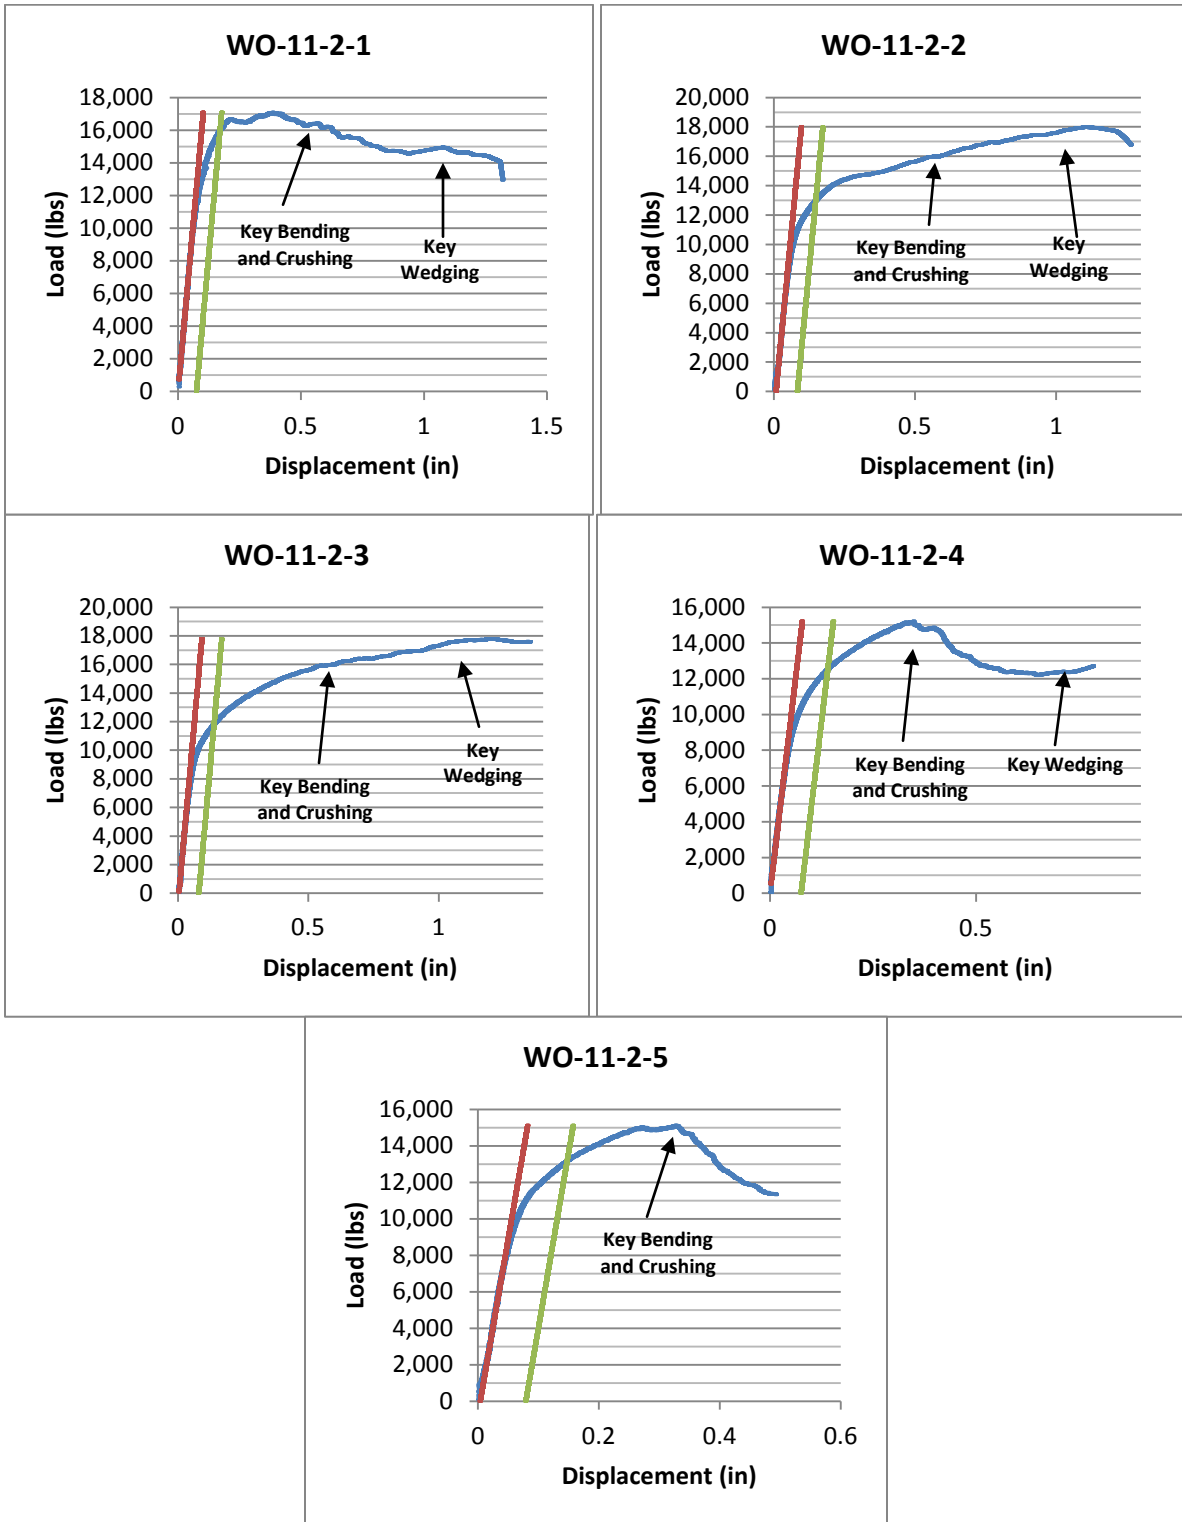 WO-11-2-1
18,000
16,000
14,000
12,000
10,000
8,000
6,000
4,000
2,000
0
Load (lbs)
Key Bending
and Crushing
Key
Wedging
0 0.5 1 1.5
Displacement (in)
WO-11-2-2
20,000
18,000
16,000
14,000
12,000
10,000
8,000
6,000
4,000
2,000
0
Load (lbs)
Key Bending
and Crushing
Key
Wedging
0 0.5 1
Displacement (in)
WO-11-2-3
20,000
18,000
16,000
14,000
12,000
10,000
8,000
6,000
4,000
2,000
0
Load (lbs)
Key Bending
and Crushing
Key
Wedging
0 0.5 1
Displacement (in)
WO-11-2-4
16,000
14,000
12,000
10,000
8,000
6,000
4,000
2,000
0
Load (lbs)
Key Bending
and Crushing
Key Wedging
0 0.5
Displacement (in)
WO-11-2-5
16,000
14,000
12,000
10,000
8,000
6,000
4,000
2,000
0
Load (lbs)
Key Bending
and Crushing
0 0.2 0.4 0.6
Displacement (in)